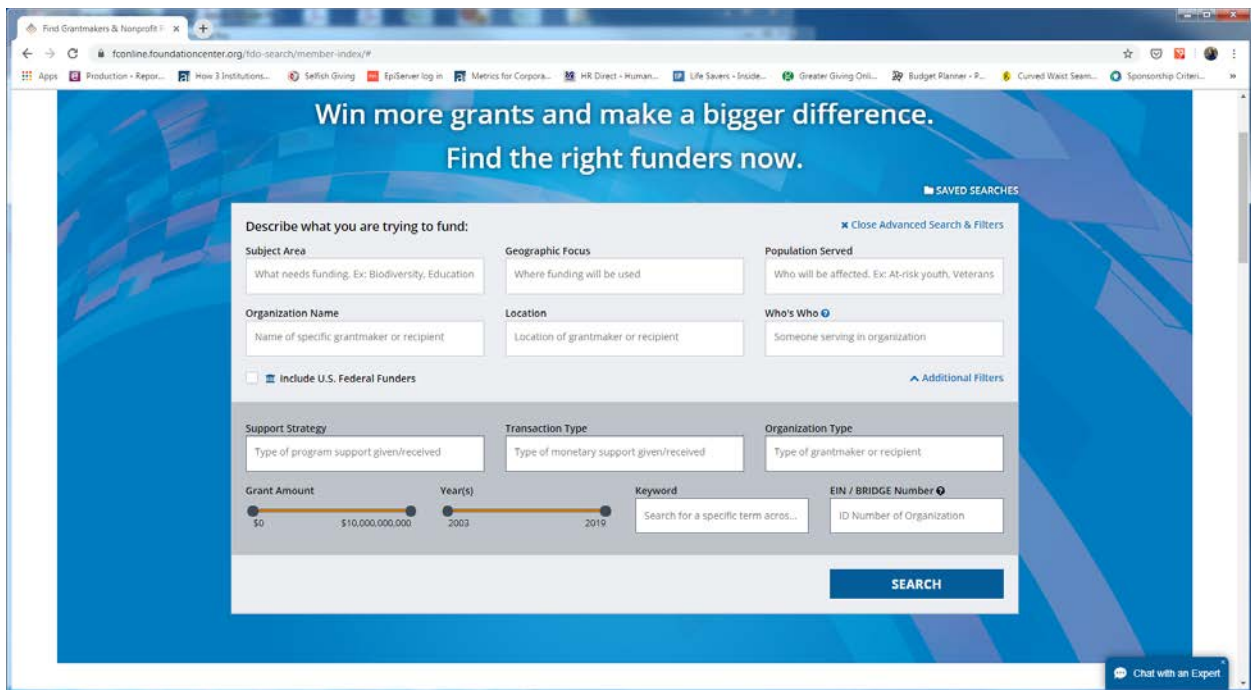 Find Grantmakers & Nonprofit F
fconline.foundationcenter.org/fdo-search/member-index/#
Apps Production - Repor... How 3 Institutions... Selfish Giving EpiServer log in Metrics for Corpora... HR Direct - Human... Life Savers - Inside... Greater Giving Onli... Budget Planner - P... Curved Waist Seam... Sponsorship Criteri... »
Win more grants and make a bigger difference.
Find the right funders now.
SAVED SEARCHES
Describe what you are trying to fund: × Close Advanced Search & Filters
Subject Area Geographic Focus Population Served
What needs funding. Ex: Biodiversity, Education Where funding will be used Who will be affected. Ex: At-risk youth, Veterans
Organization Name Location Who's Who ?
Name of specific grantmaker or recipient Location of grantmaker or recipient Someone serving in organization
Include U.S. Federal Funders Additional Filters
Support Strategy Transaction Type Organization Type
Type of program support given/received Type of monetary support given/received Type of grantmaker or recipient
Grant Amount Year(s) Keyword EIN / BRIDGE Number ?
Search for a specific term acros... ID Number of Organization
$0 $10,000,000,000 2003 2019
SEARCH
Chat with an Expert